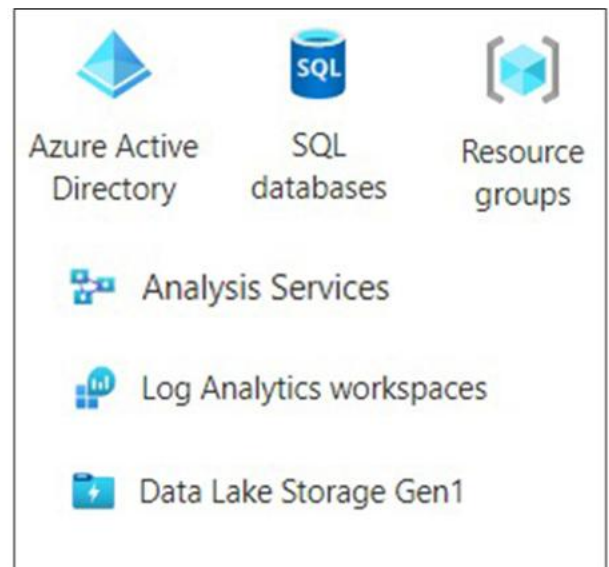 SQL
Azure Active
Directory
SQL
databases
Resource
groups
Analysis Services
Log Analytics workspaces
Data Lake Storage Gen1